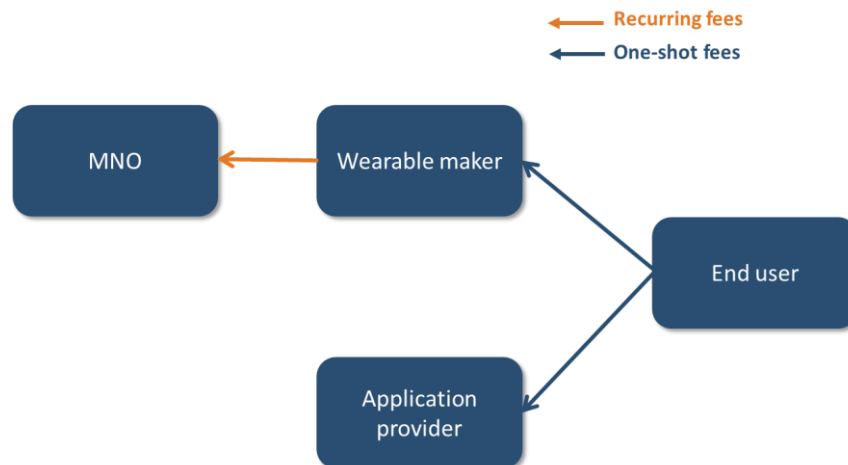 Recurring fees
One-shot fees
MNO
Wearable maker
End user
Application
provider